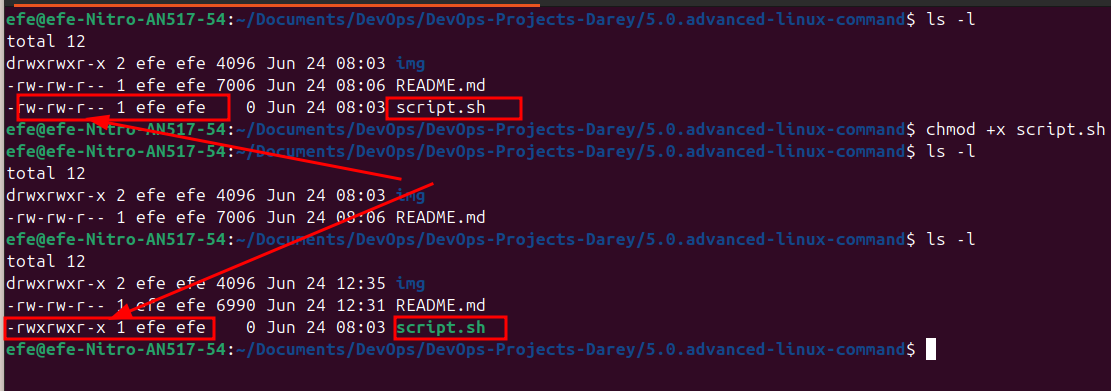 efe@efe-Nitro-AN517-54:~/Documents/DevOps/DevOps-Projects-Darey/5.0.advanced-linux-command$ ls -l
total 12
drwxrwxr-x 2 efe efe 4096 Jun 24 08:03 img
-rw-rw-r-- 1 efe efe 7006 Jun 24 08:06 README.md
-rw-rw-r-- 1 efe efe    0 Jun 24 08:03 script.sh
efe@efe-Nitro-AN517-54:~/Documents/DevOps/DevOps-Projects-Darey/5.0.advanced-linux-command$ chmod +x script.sh
efe@efe-Nitro-AN517-54:~/Documents/DevOps/DevOps-Projects-Darey/5.0.advanced-linux-command$ ls -l
total 12
drwxrwxr-x 2 efe efe 4096 Jun 24 08:03 img
-rw-rw-r-- 1 efe efe 7006 Jun 24 08:06 README.md
efe@efe-Nitro-AN517-54:~/Documents/DevOps/DevOps-Projects-Darey/5.0.advanced-linux-command$ ls -l
total 12
drwxrwxr-x 2 efe efe 4096 Jun 24 12:35 img
-rw-rw-r-- 1 efe efe 6990 Jun 24 12:31 README.md
-rwxrwxr-x 1 efe efe    0 Jun 24 08:03 script.sh
efe@efe-Nitro-AN517-54:~/Documents/DevOps/DevOps-Projects-Darey/5.0.advanced-linux-command$